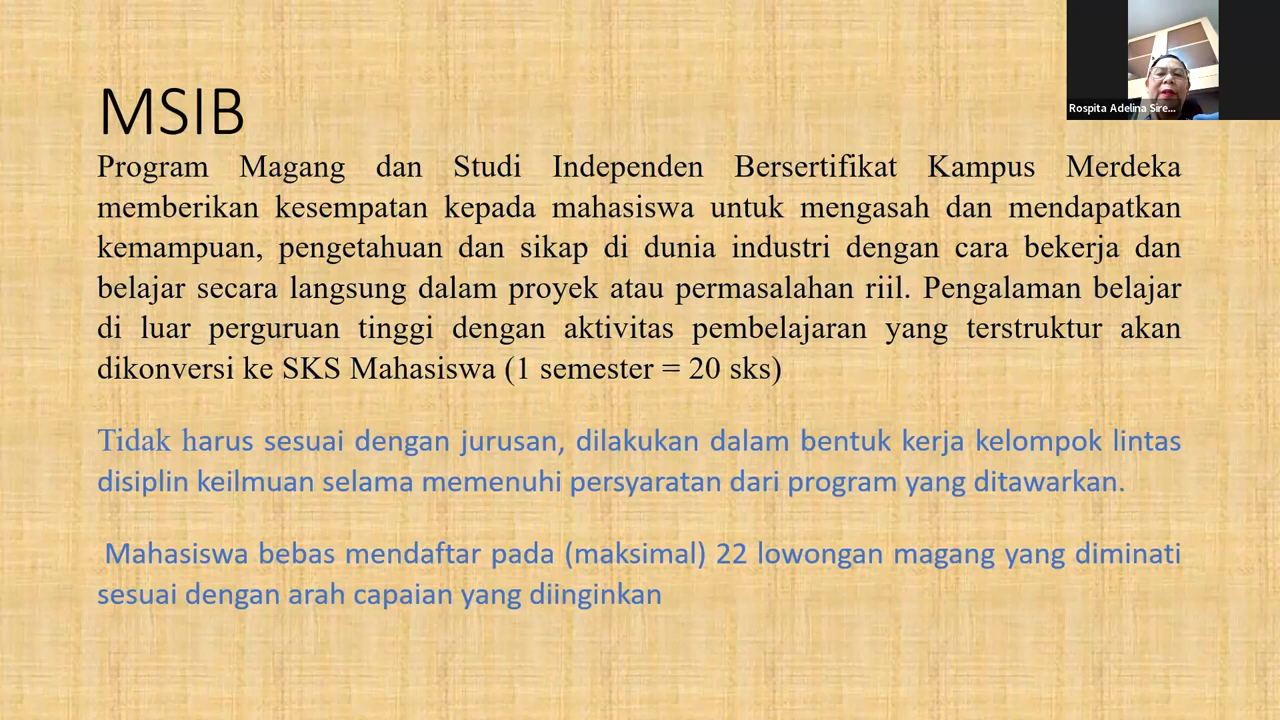 MSIB
Rospita Adelina Sire...
Program Magang dan Studi Independen Bersertifikat Kampus Merdeka
memberikan kesempatan kepada mahasiswa untuk mengasah dan mendapatkan
kemampuan, pengetahuan dan sikap di dunia industri dengan cara bekerja dan
belajar secara langsung dalam proyek atau permasalahan riil. Pengalaman belajar
di luar perguruan tinggi dengan aktivitas pembelajaran yang terstruktur akan
dikonversi ke SKS Mahasiswa (1 semester = 20 sks)
Tidak harus sesuai dengan jurusan, dilakukan dalam bentuk kerja kelompok lintas
disiplin keilmuan selama memenuhi persyaratan dari program yang ditawarkan.
Mahasiswa bebas mendaftar pada (maksimal) 22 lowongan magang yang diminati
sesuai dengan arah capaian yang diinginkan